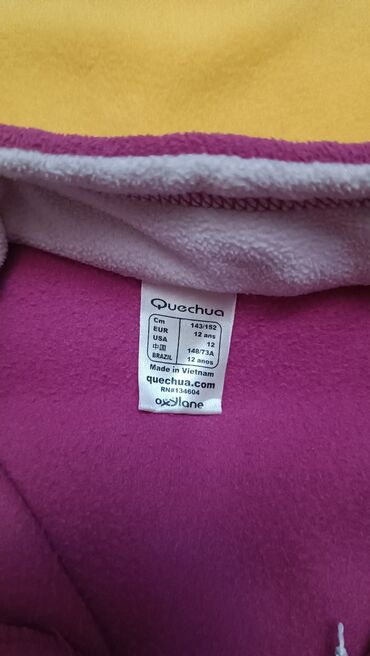 Quechua
Cm 143/152
EUR 12 ans
USA 12
中国 148/73A
BRAZIL 12 anos
Made in Vietnam
quechua.com
RN#134604
oxylane